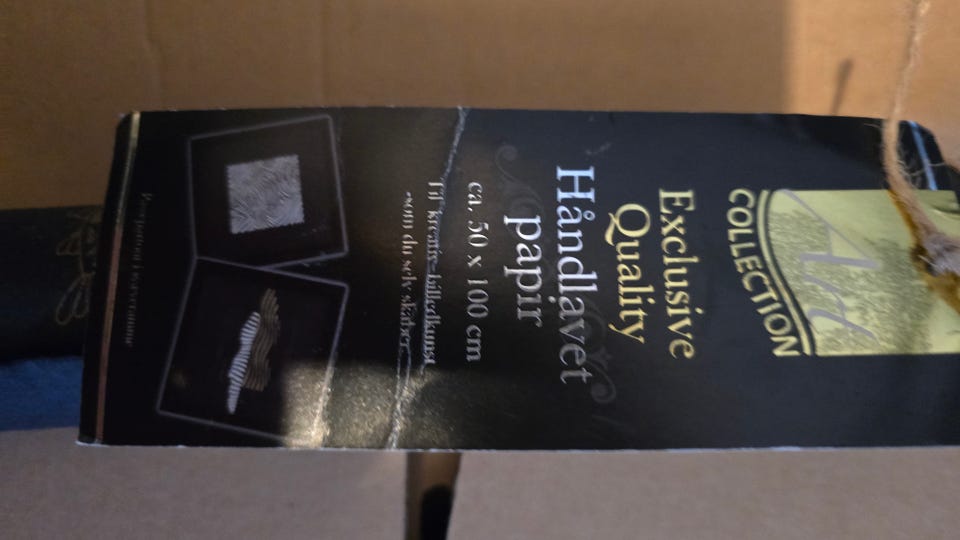 Art
COLLECTION
Exclusive
Quality
Håndlavet
papir
ca. 50 x 100 cm
Til kreativ billedkunst
som du selv skaber